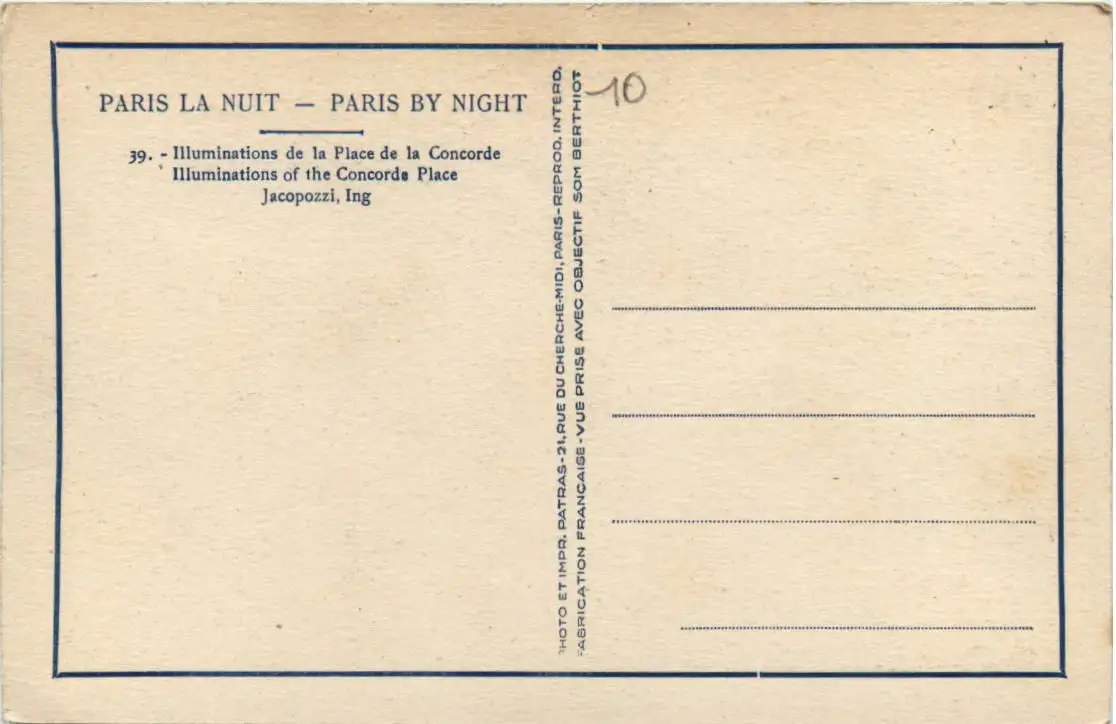 PARIS LA NUIT — PARIS BY NIGHT
39. - Illuminations de la Place de la Concorde
Illuminations of the Concorde Place
Jacopozzi, Ing
PHOTO ET IMPR. PATRAS-21, RUE DU CHERCHE-MIDI, PARIS-REPROD. INTERD.
FABRICATION FRANÇAISE-VUE PRISE AVEC OBJECTIF SOM BERTHIOT
-10